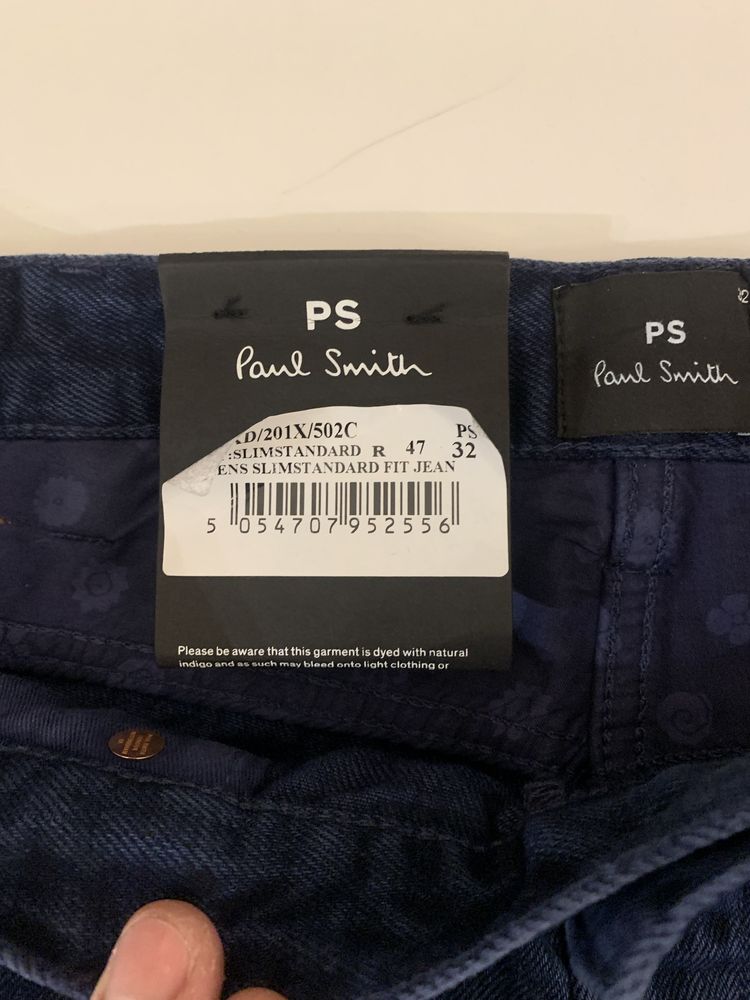 PS
Paul Smith
D/201X/502C PS
SLIMSTANDARD R 47 32
ENS SLIMSTANDARD FIT JEAN
5 054707 952556
Please be aware that this garment is dyed with natural
indigo and as such may bleed onto light clothing or
PS
Paul Smith